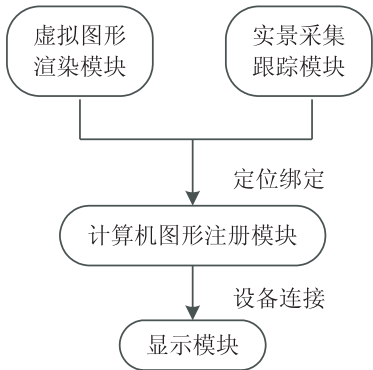 虚拟图形
渲染模块
实景采集
跟踪模块
定位绑定
计算机图形注册模块
设备连接
显示模块